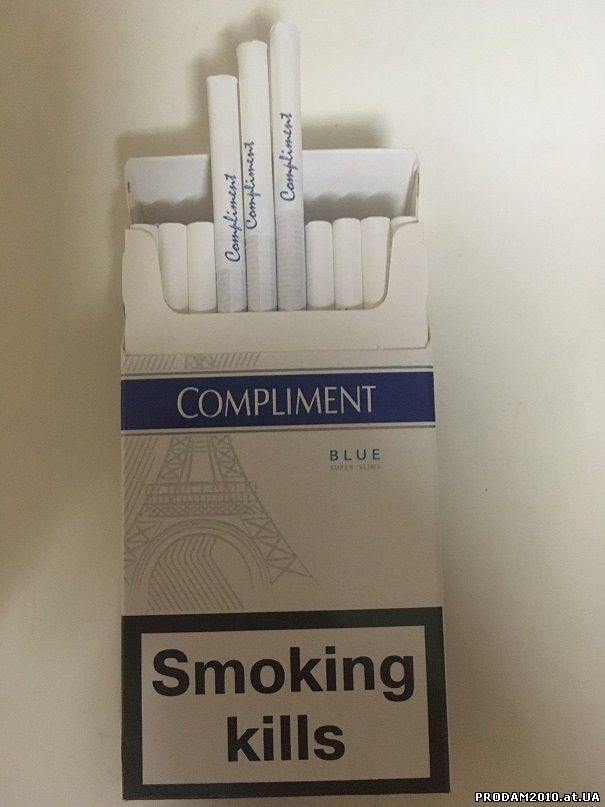 Compliment
Compliment
Compliment
COMPLIMENT
BLUE
SUPER SLIMS
Smoking
kills
PRODAM2010.at.UA